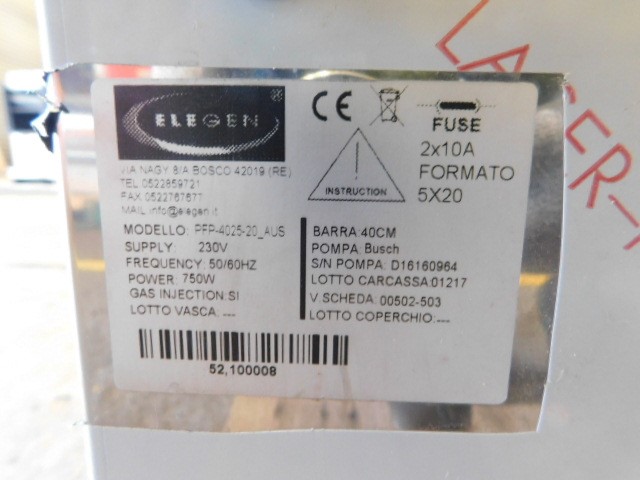 LASER-
ELEGEN ®
CE
FUSE
2x10A
FORMATO
5X20
INSTRUCTION
VIA NAGY 8/A BOSCO 42019 (RE)
TEL 0522859721
FAX 0522767677
MAIL info@elegen.it
MODELLO: PFP-4025-20_AUS
SUPPLY: 230V
FREQUENCY: 50/60HZ
POWER: 750W
GAS INJECTION: SI
LOTTO VASCA: ---
BARRA:40CM
POMPA: Busch
S/N POMPA: D16160964
LOTTO CARCASSA:01217
V.SCHEDA: 00502-503
LOTTO COPERCHIO: ---
52,100008